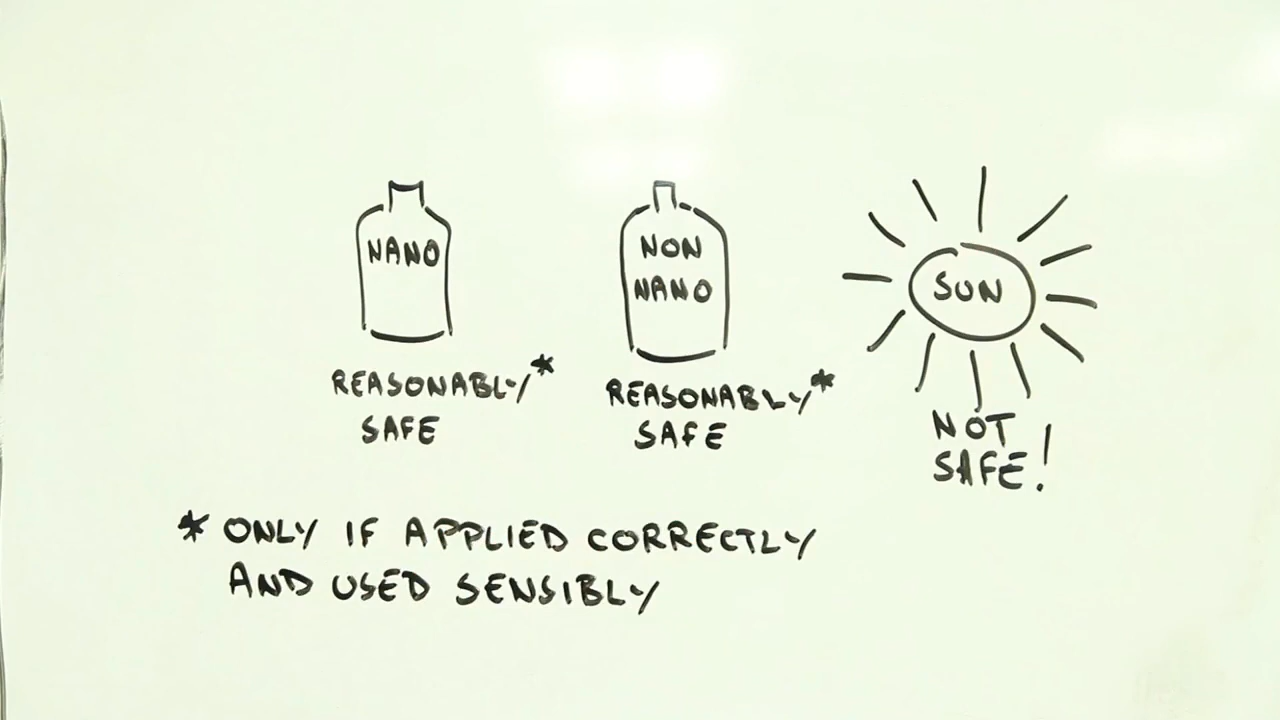 NANO
REASONABLY*
SAFE
NON
NANO
REASONABLY*
SAFE
SUN
NOT
SAFE!
* ONLY IF APPLIED CORRECTLY
AND USED SENSIBLY